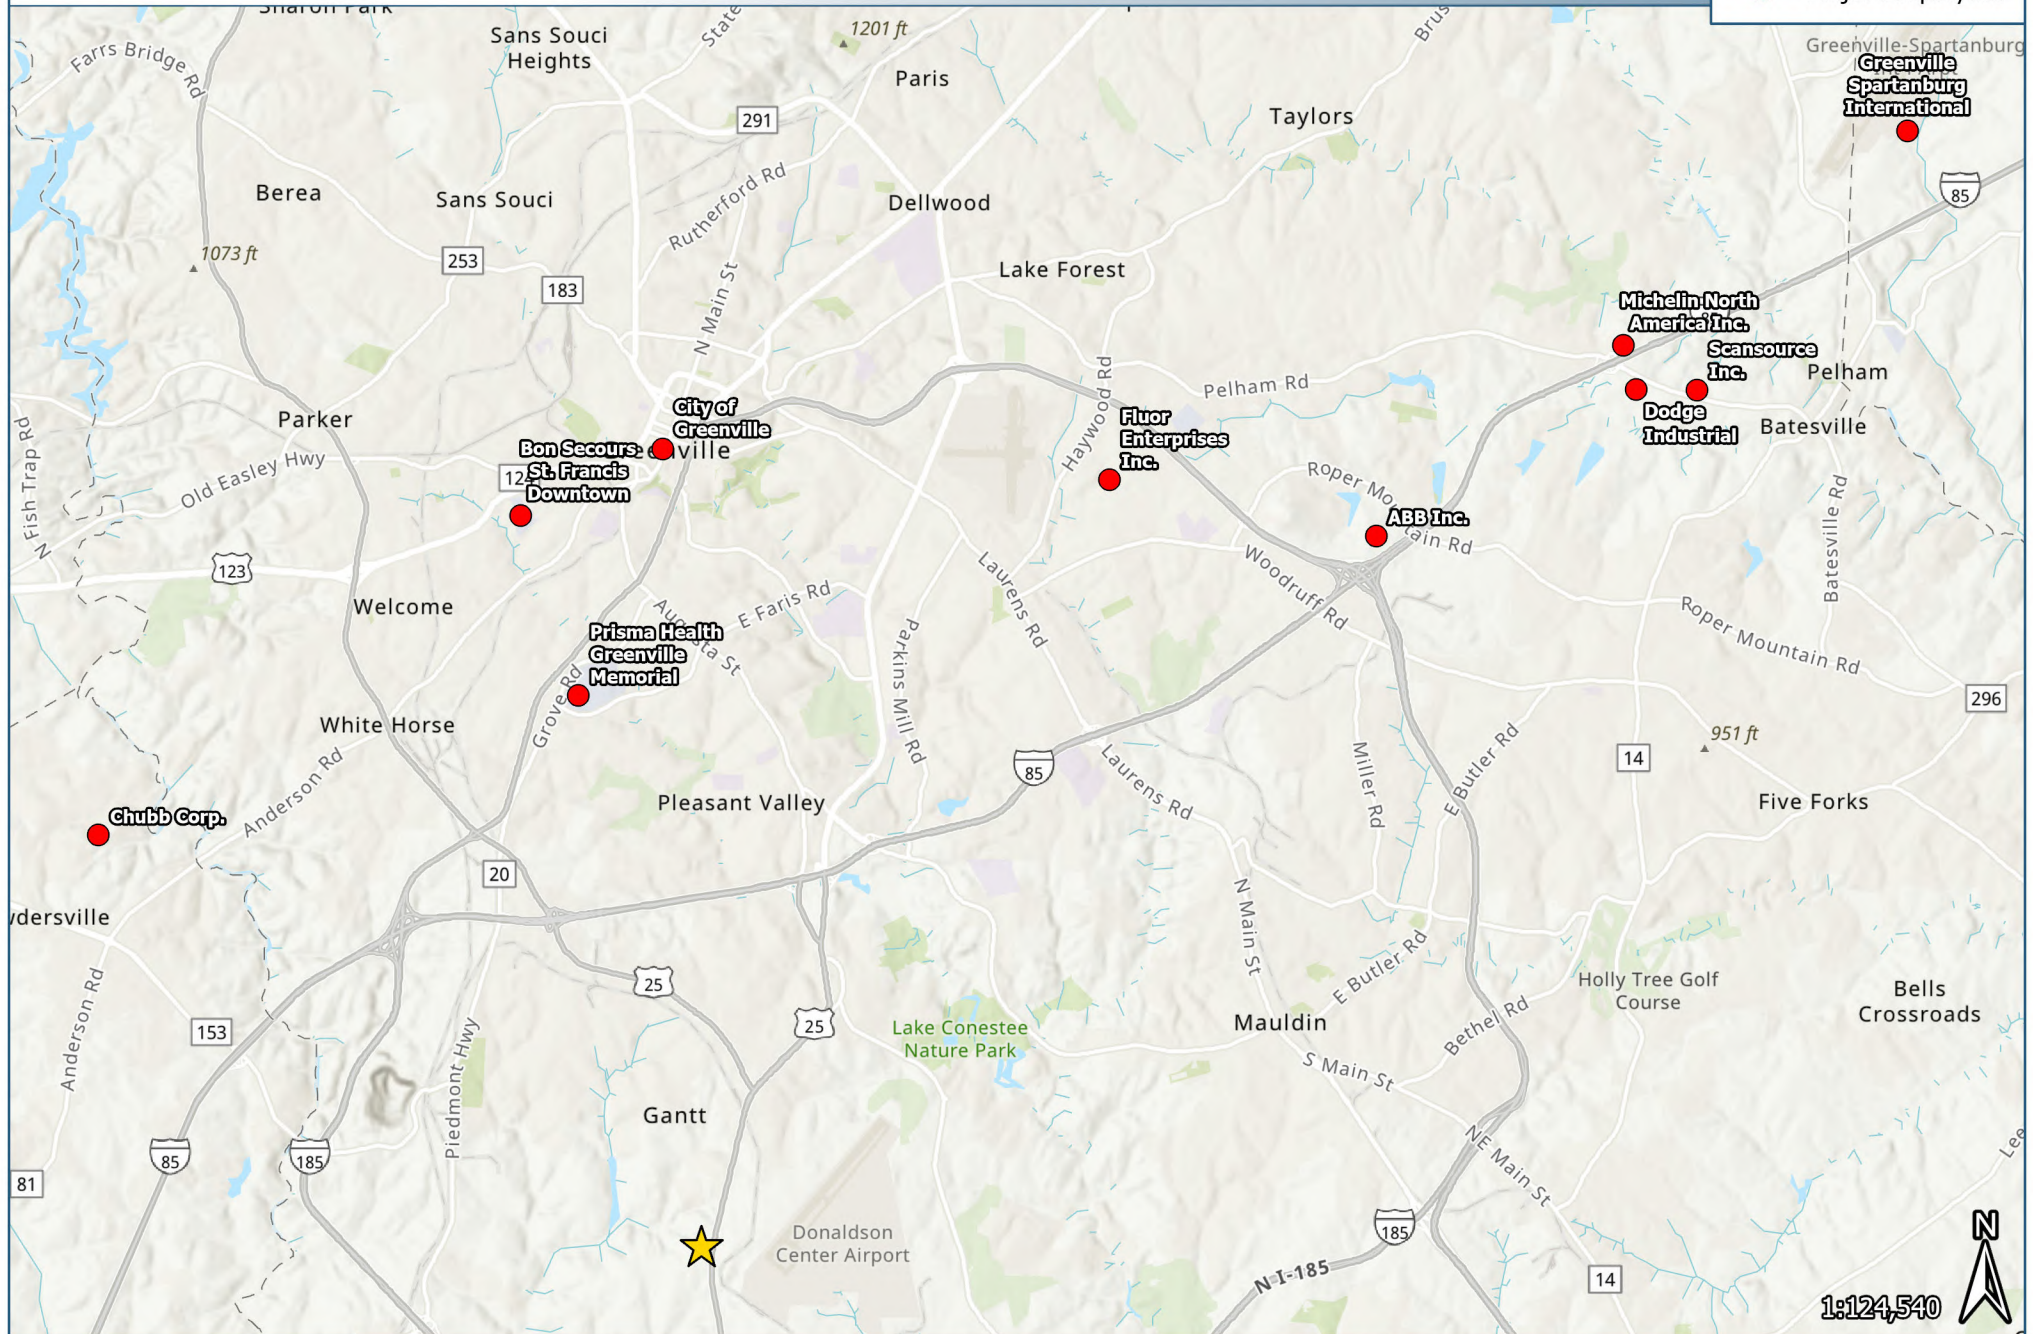 Sharon Park
Farrs Bridge Rd
Sans Souci
Heights
State
1201 ft
Paris
Brus
Greenville-Spartanburg
Greenville
Spartanburg
International
291
Taylors
85
Berea
Sans Souci
Rutherford Rd
Dellwood
1073 ft
253
183
N Main St
Lake Forest
Michelin North
America Inc.
Scansource
Inc.
Pelham
Dodge
Industrial
Batesville
Pelham Rd
Haywood Rd
Parker
City of
Greenville
Bon Secours
St. Francis
Downtown
124
Fluor
Enterprises
Inc.
N Fish Trap Rd
Old Easley Hwy
Roper Mountain Rd
ABB Inc.
Batesville Rd
123
Welcome
Augusta St
E Faris Rd
Laurens Rd
Woodruff Rd
Roper Mountain Rd
Prisma Health
Greenville
Memorial
Parkins Mill Rd
296
White Horse
Grove Rd
Anderson Rd
Miller Rd
E Butler Rd
951 ft
14
85
Laurens Rd
Pleasant Valley
Five Forks
Chubb Corp.
20
wdersville
N Main St
E Butler Rd
Holly Tree Golf
Course
Bells
Crossroads
Anderson Rd
153
25
25
Lake Conestee
Nature Park
Mauldin
Bethel Rd
Piedmont Hwy
S Main St
Gantt
NE Main St
Lee
85
185
81
Donaldson
Center Airport
185
N I-185
14
N
1:124,540